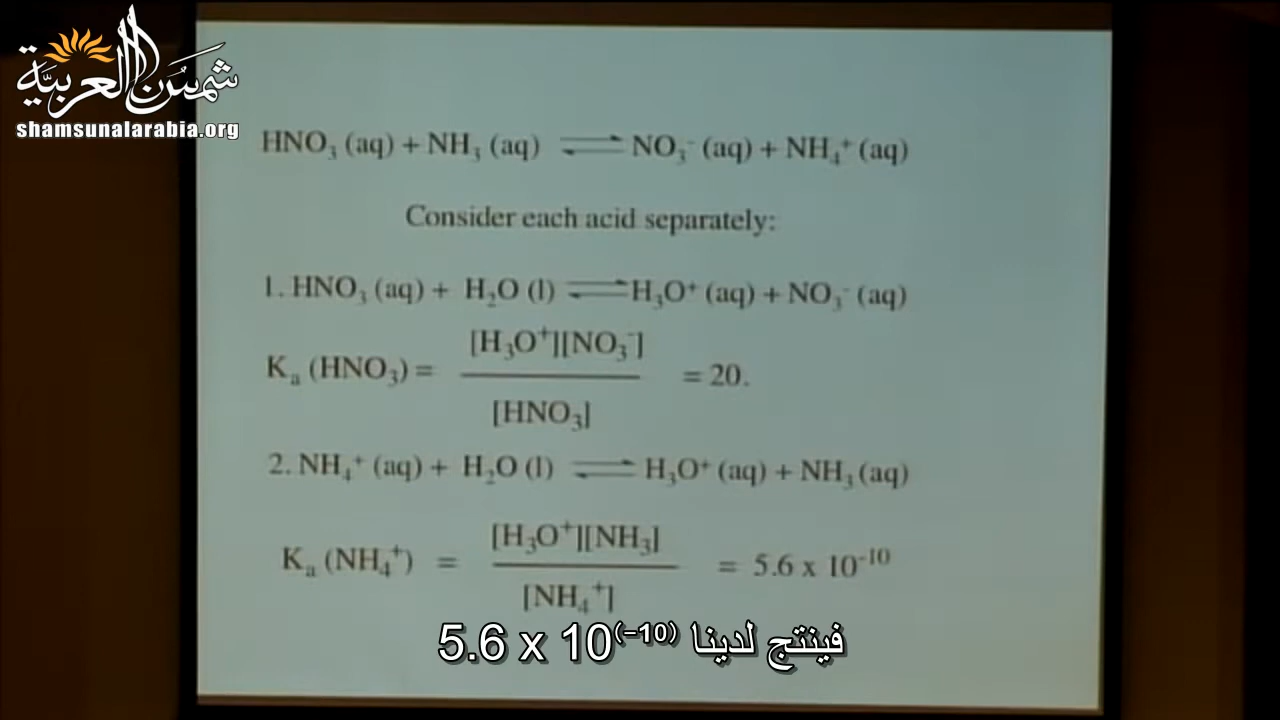 شمس العربية
shamsunalarabia.org
HNO₃ (aq) + NH₃ (aq) ⇌ NO₃⁻ (aq) + NH₄⁺ (aq)
Consider each acid separately:
1. HNO₃ (aq) + H₂O (l) ⇌ H₃O⁺ (aq) + NO₃⁻ (aq)
[H₃O⁺][NO₃⁻]
Kₐ (HNO₃) = = 20.
[HNO₃]
2. NH₄⁺ (aq) + H₂O (l) ⇌ H₃O⁺ (aq) + NH₃ (aq)
[H₃O⁺][NH₃]
Kₐ (NH₄⁺) = = 5.6 x 10⁻¹⁰
[NH₄⁺]
فينتج لدينا 5.6 x 10⁽⁻¹⁰⁾